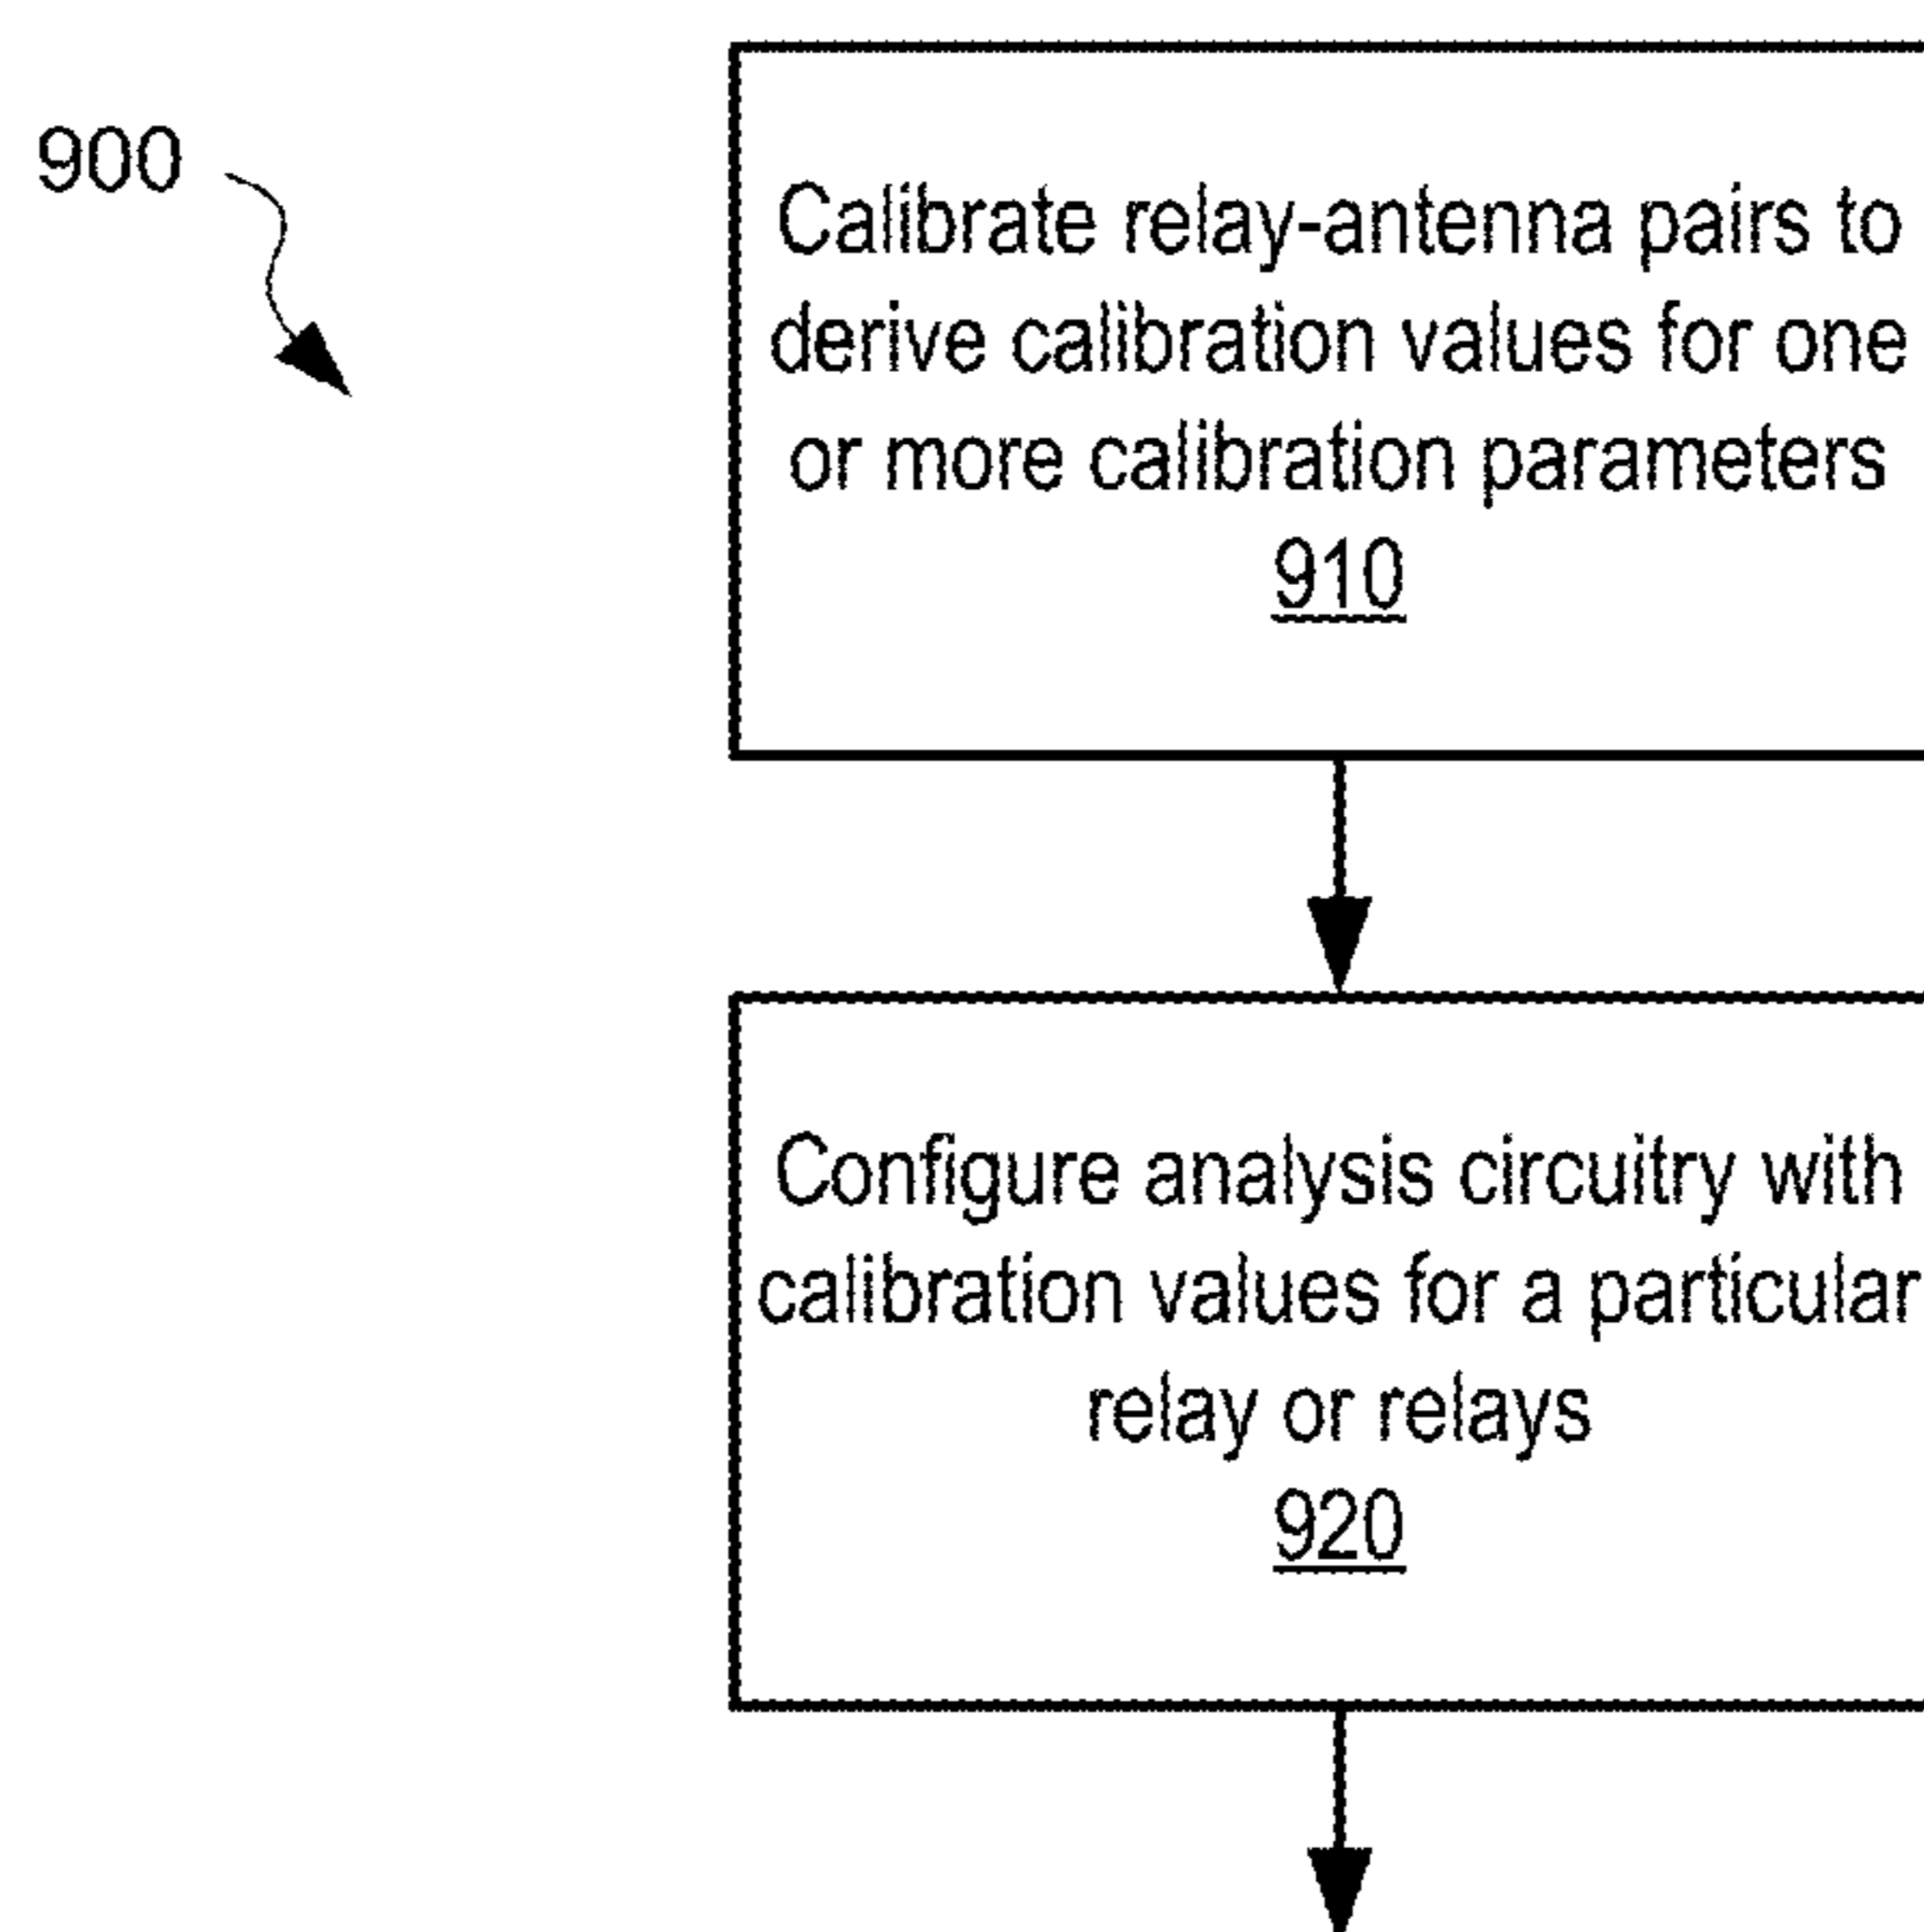 900
Calibrate relay-antenna pairs to
derive calibration values for one
or more calibration parameters
910
Configure analysis circuitry with
calibration values for a particular
relay or relays
920